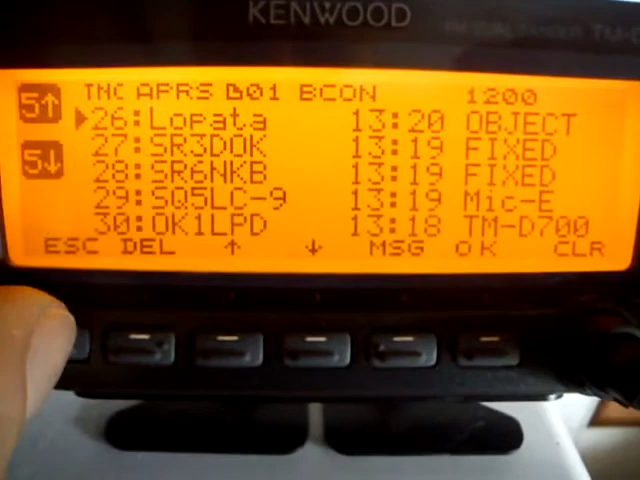 KENWOOD
TNC APRS 01 BCON 1200
5↑
26:Lopata 13:20 OBJECT
27:SR3DOK 13:19 FIXED
5↓
28:SR6NKB 13:19 FIXED
29:SQ5LC-9 13:19 Mic-E
30:OK1LPD 13:18 TM-D700
ESC DEL ↑ ↓ MSG OK CLR